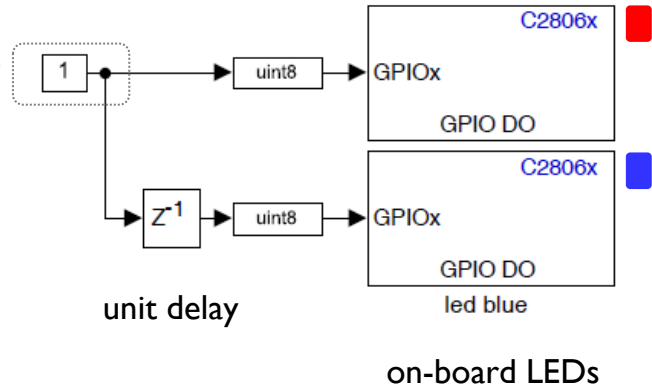 C2806x
1
uint8
GPIOx
GPIO DO
C2806x
Z-1
uint8
GPIOx
GPIO DO
unit delay
led blue
on-board LEDs